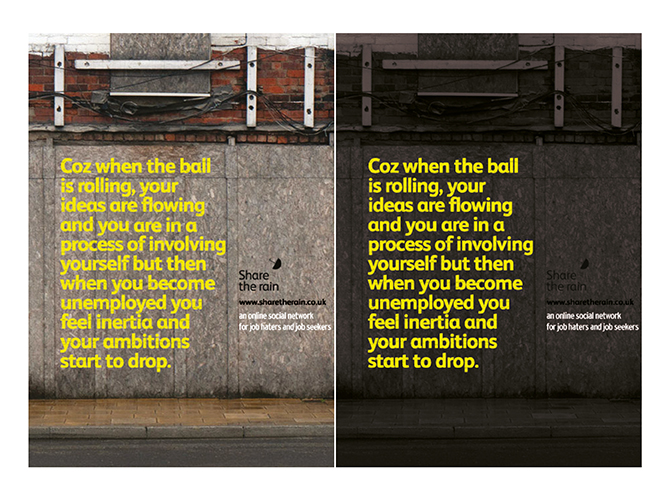 Coz when the ball
is rolling, your
ideas are flowing
and you are in a
process of involving
yourself but then
when you become
unemployed you
feel inertia and
your ambitions
start to drop.
Share
the rain
www.sharetherain.co.uk
an online social network
for job haters and job seekers
Coz when the ball
is rolling, your
ideas are flowing
and you are in a
process of involving
yourself but then
when you become
unemployed you
feel inertia and
your ambitions
start to drop.
Share
the rain
www.sharetherain.co.uk
an online social network
for job haters and job seekers